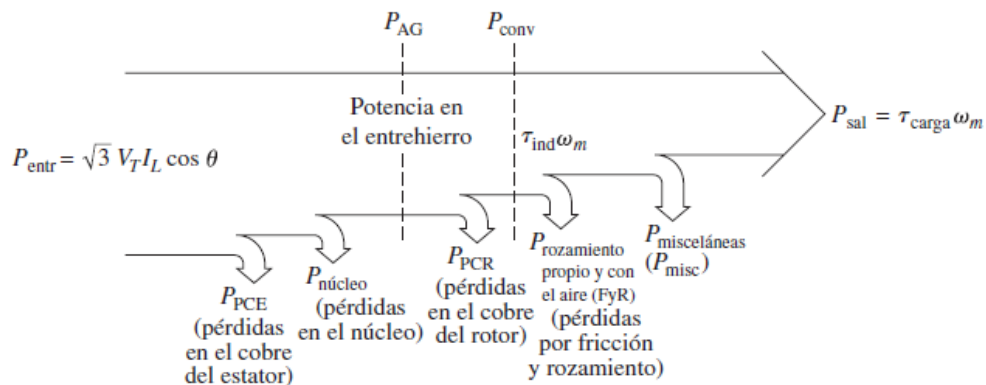 P_AG
P_conv
Potencia en
el entrehierro
P_entr = √3 V_T I_L cos θ
τ_ind ω_m
P_sal = τ_carga ω_m
P_PCE
(pérdidas
en el cobre
del estator)
P_núcleo
(pérdidas
en el núcleo)
P_PCR
(pérdidas
en el cobre
del rotor)
P_rozamiento
propio y con
el aire (FyR)
(pérdidas
por fricción
y rozamiento)
P_misceláneas
(P_misc)